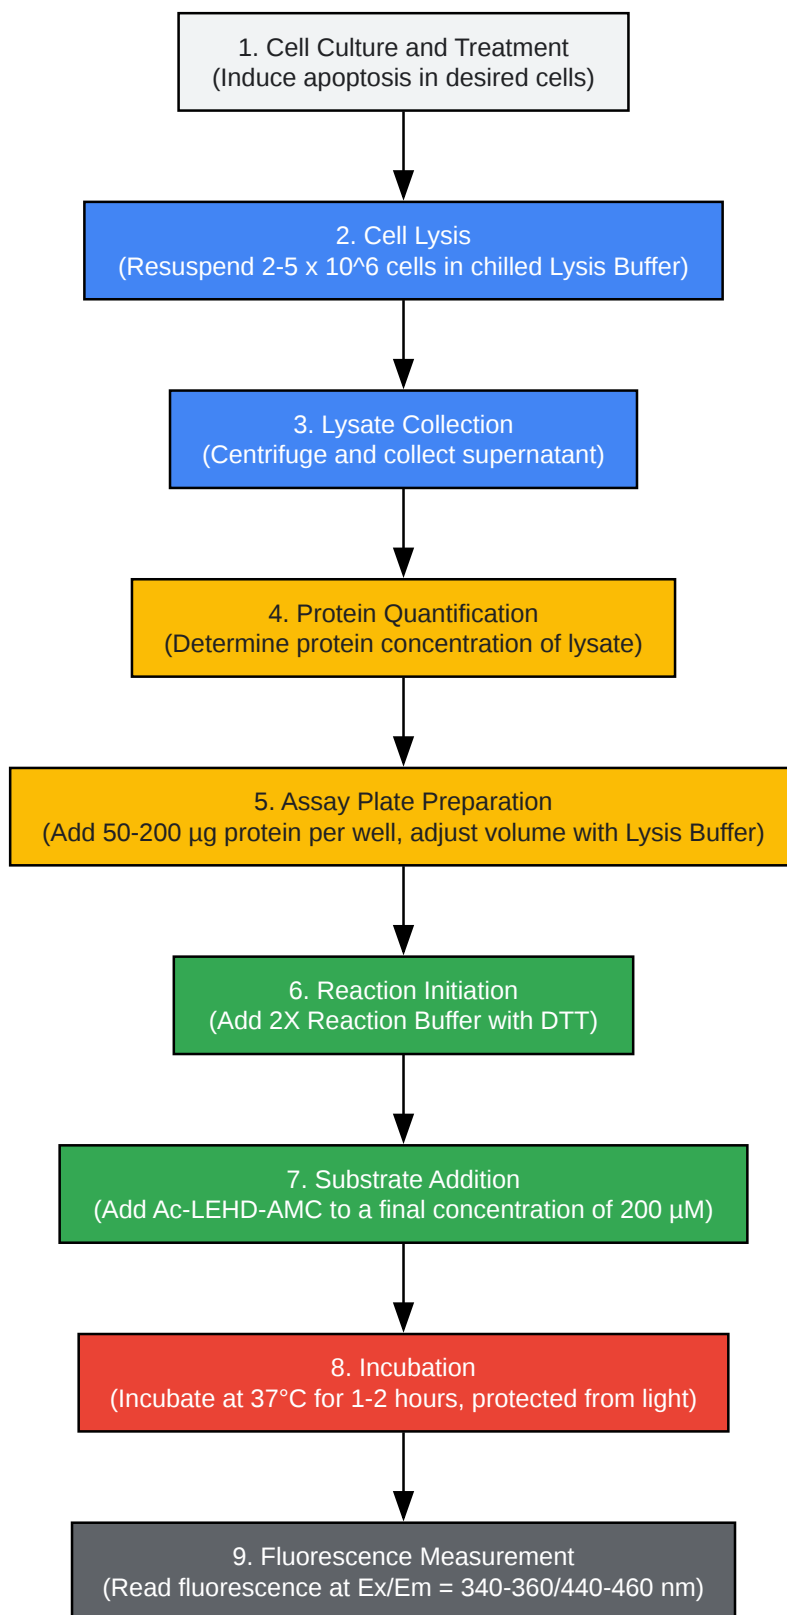 1. Cell Culture and Treatment
(Induce apoptosis in desired cells)
2. Cell Lysis
(Resuspend 2-5 x 10^6 cells in chilled Lysis Buffer)
3. Lysate Collection
(Centrifuge and collect supernatant)
4. Protein Quantification
(Determine protein concentration of lysate)
5. Assay Plate Preparation
(Add 50-200 µg protein per well, adjust volume with Lysis Buffer)
6. Reaction Initiation
(Add 2X Reaction Buffer with DTT)
7. Substrate Addition
(Add Ac-LEHD-AMC to a final concentration of 200 µM)
8. Incubation
(Incubate at 37°C for 1-2 hours, protected from light)
9. Fluorescence Measurement
(Read fluorescence at Ex/Em = 340-360/440-460 nm)